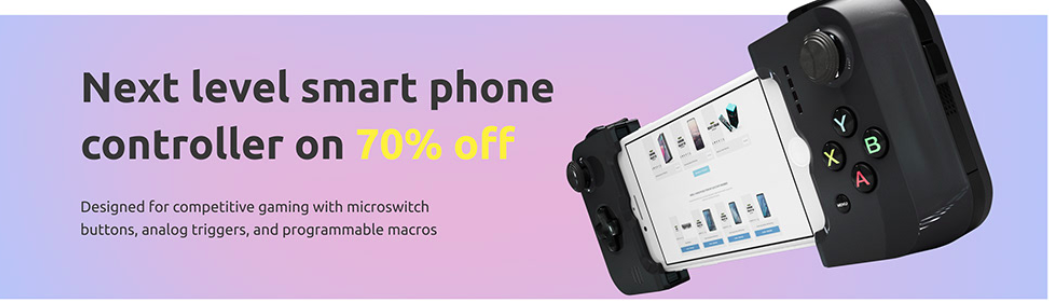 Next level smart phone
controller on 70% off
Designed for competitive gaming with microswitch
buttons, analog triggers, and programmable macros
Y
X
B
A